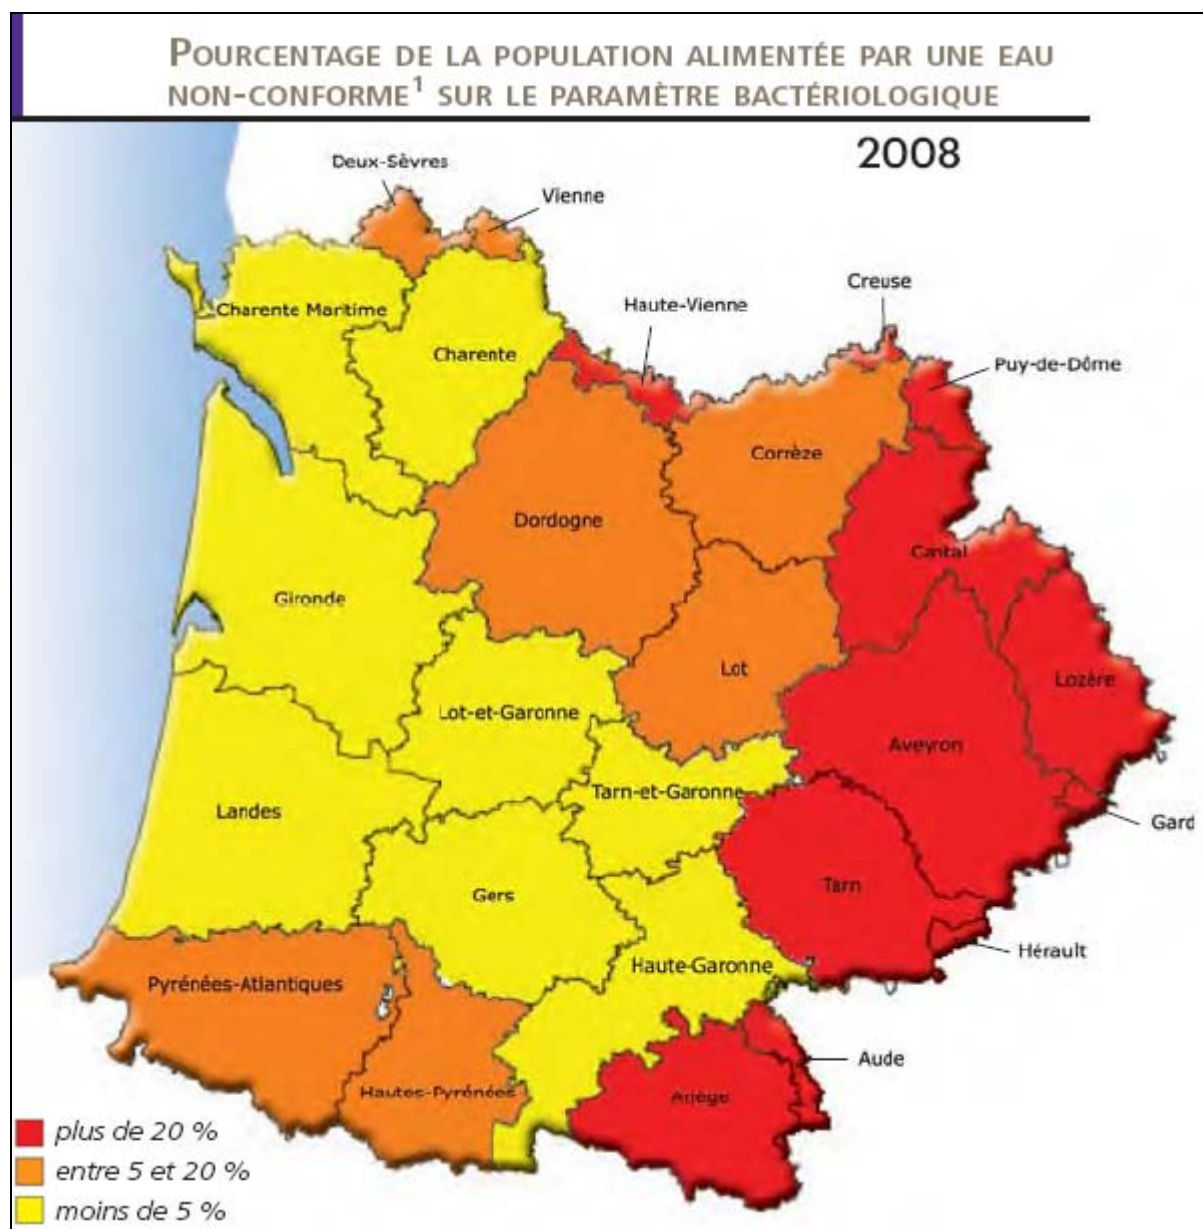 POURCENTAGE DE LA POPULATION ALIMENTÉE PAR UNE EAU
NON-CONFORME¹ SUR LE PARAMÈTRE BACTÉRIOLOGIQUE
2008
Deux-Sèvres
Vienne
Creuse
Haute-Vienne
Charente Maritime
Charente
Puy-de-Dôme
Corrèze
Dordogne
Cantal
Gironde
Lot
Lozère
Lot-et-Garonne
Aveyron
Tarn-et-Garonne
Landes
Gard
Tarn
Gers
Hérault
Haute-Garonne
Pyrénées-Atlantiques
Aude
Hautes-Pyrénées
Ariège
plus de 20 %
entre 5 et 20 %
moins de 5 %